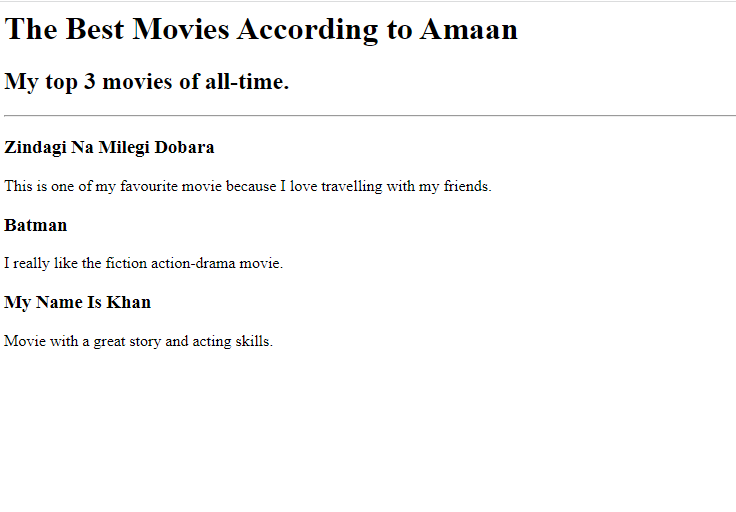 The Best Movies According to Amaan
My top 3 movies of all-time.
Zindagi Na Milegi Dobara
This is one of my favourite movie because I love travelling with my friends.
Batman
I really like the fiction action-drama movie.
My Name Is Khan
Movie with a great story and acting skills.